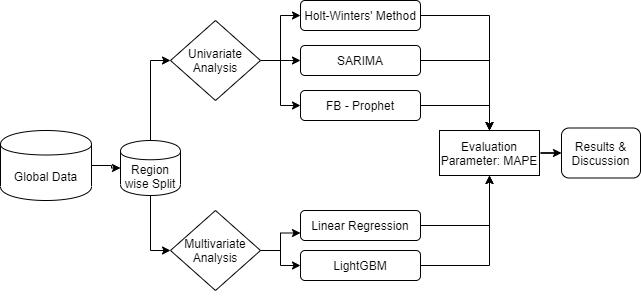 Global Data
Region
wise Split
Univariate
Analysis
Holt-Winters' Method
SARIMA
FB - Prophet
Multivariate
Analysis
Linear Regression
LightGBM
Evaluation
Parameter: MAPE
Results &
Discussion